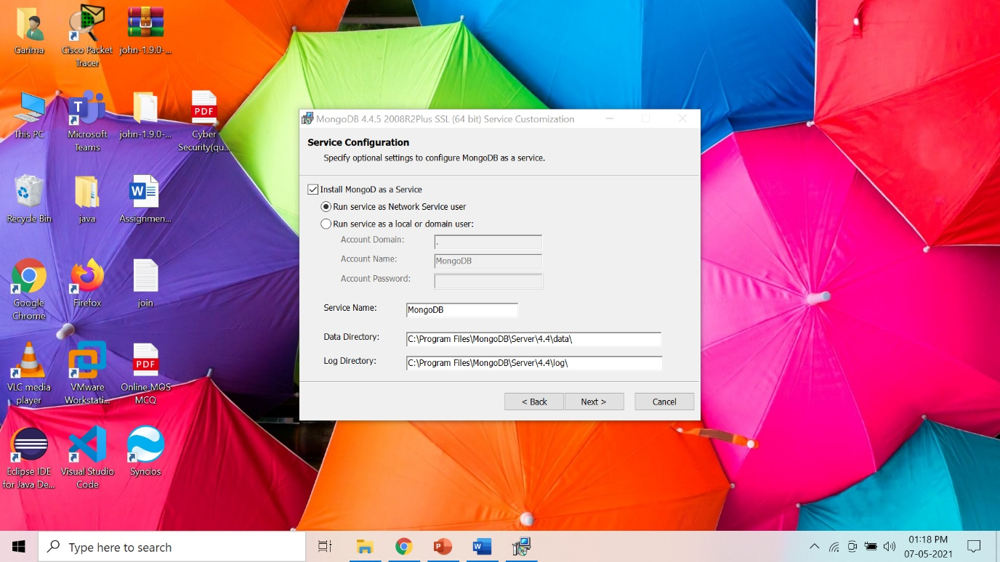 Garima
Cisco Packet
Tracer
john-1.9.0-...
This PC
Microsoft
Teams
john-1.9.0-...
PDF
Cyber
Security(qu...
Recycle Bin
java
Assignmen...
Google
Chrome
Firefox
join
VLC media
player
VMware
Workstati...
PDF
Online MOS
MCQ
Eclipse IDE
for Java De...
Visual Studio
Code
Syncios
MongoDB 4.4.5 2008R2Plus SSL (64 bit) Service Customization
Service Configuration
Specify optional settings to configure MongoDB as a service.
Install MongoD as a Service
Run service as Network Service user
Run service as a local or domain user:
Account Domain: .
Account Name: MongoDB
Account Password:
Service Name: MongoDB
Data Directory: C:\Program Files\MongoDB\Server\4.4\data\
Log Directory: C:\Program Files\MongoDB\Server\4.4\log\
< Back Next > Cancel
Type here to search
01:18 PM
07-05-2021